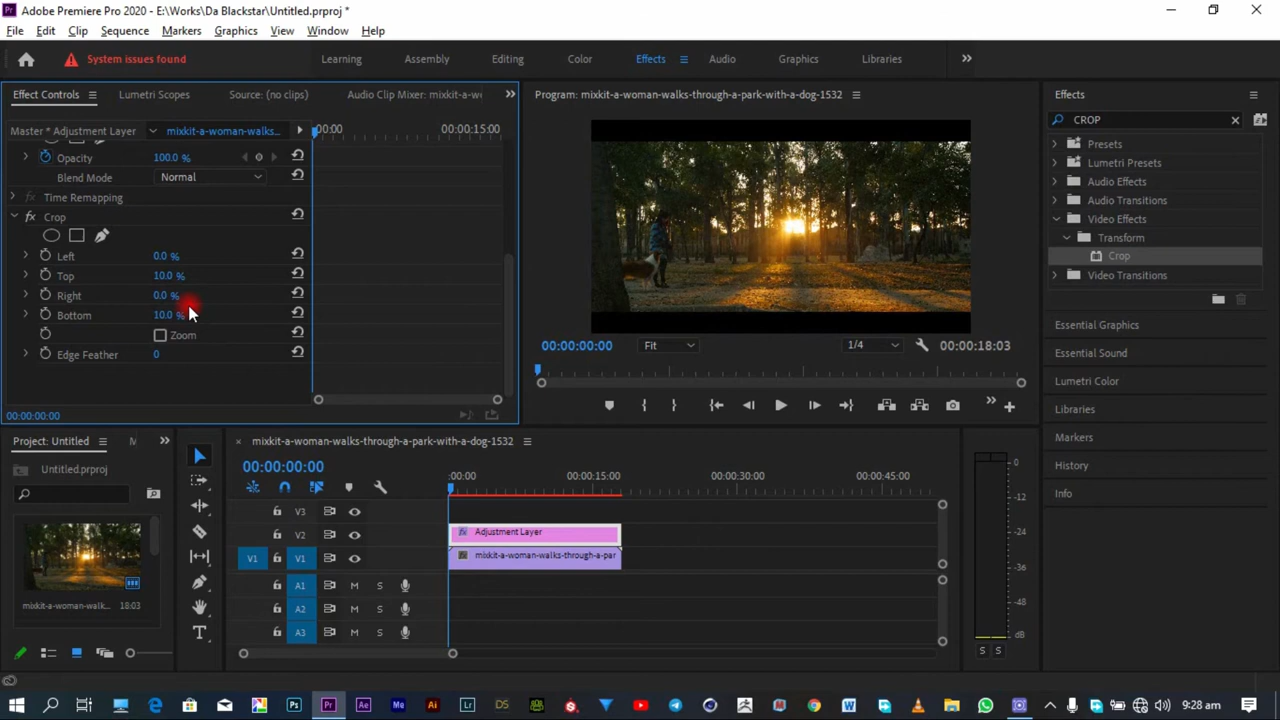 Adobe Premiere Pro 2020 - E:\Works\Da Blackstar\Untitled.prproj *
File Edit Clip Sequence Markers Graphics View Window Help
System issues found Learning Assembly Editing Color Effects Audio Graphics Libraries
Effect Controls Lumetri Scopes Source: (no clips) Audio Clip Mixer: mixkit-a-w
Program: mixkit-a-woman-walks-through-a-park-with-a-dog-1532
Effects
Master * Adjustment Layer mixkit-a-woman-walks... :00:00 00:00:15:00
CROP
Opacity 100.0 %
Blend Mode Normal
Time Remapping
Crop
Left 0.0 %
Top 10.0 %
Right 0.0 %
Bottom 10.0 %
Zoom
Edge Feather 0
00:00:00:00
Presets
Lumetri Presets
Audio Effects
Audio Transitions
Video Effects
Transform
Crop
Video Transitions
Essential Graphics
Essential Sound
Lumetri Color
Libraries
Markers
History
Info
00:00:00:00 Fit 1/4 00:00:18:03
Project: Untitled M
Untitled.prproj
mixkit-a-woman-walk... 18:03
mixkit-a-woman-walks-through-a-park-with-a-dog-1532
00:00:00:00
:00:00 00:00:15:00 00:00:30:00 00:00:45:00
V3
V2 Adjustment Layer
V1 V1 mixkit-a-woman-walks-through-a-par
A1 M S
A2 M S
A3 M S
0
-12
-24
-36
-48
dB
S S
Pr
Ps Pr Ae Me Ai Lr DS
9:28 am